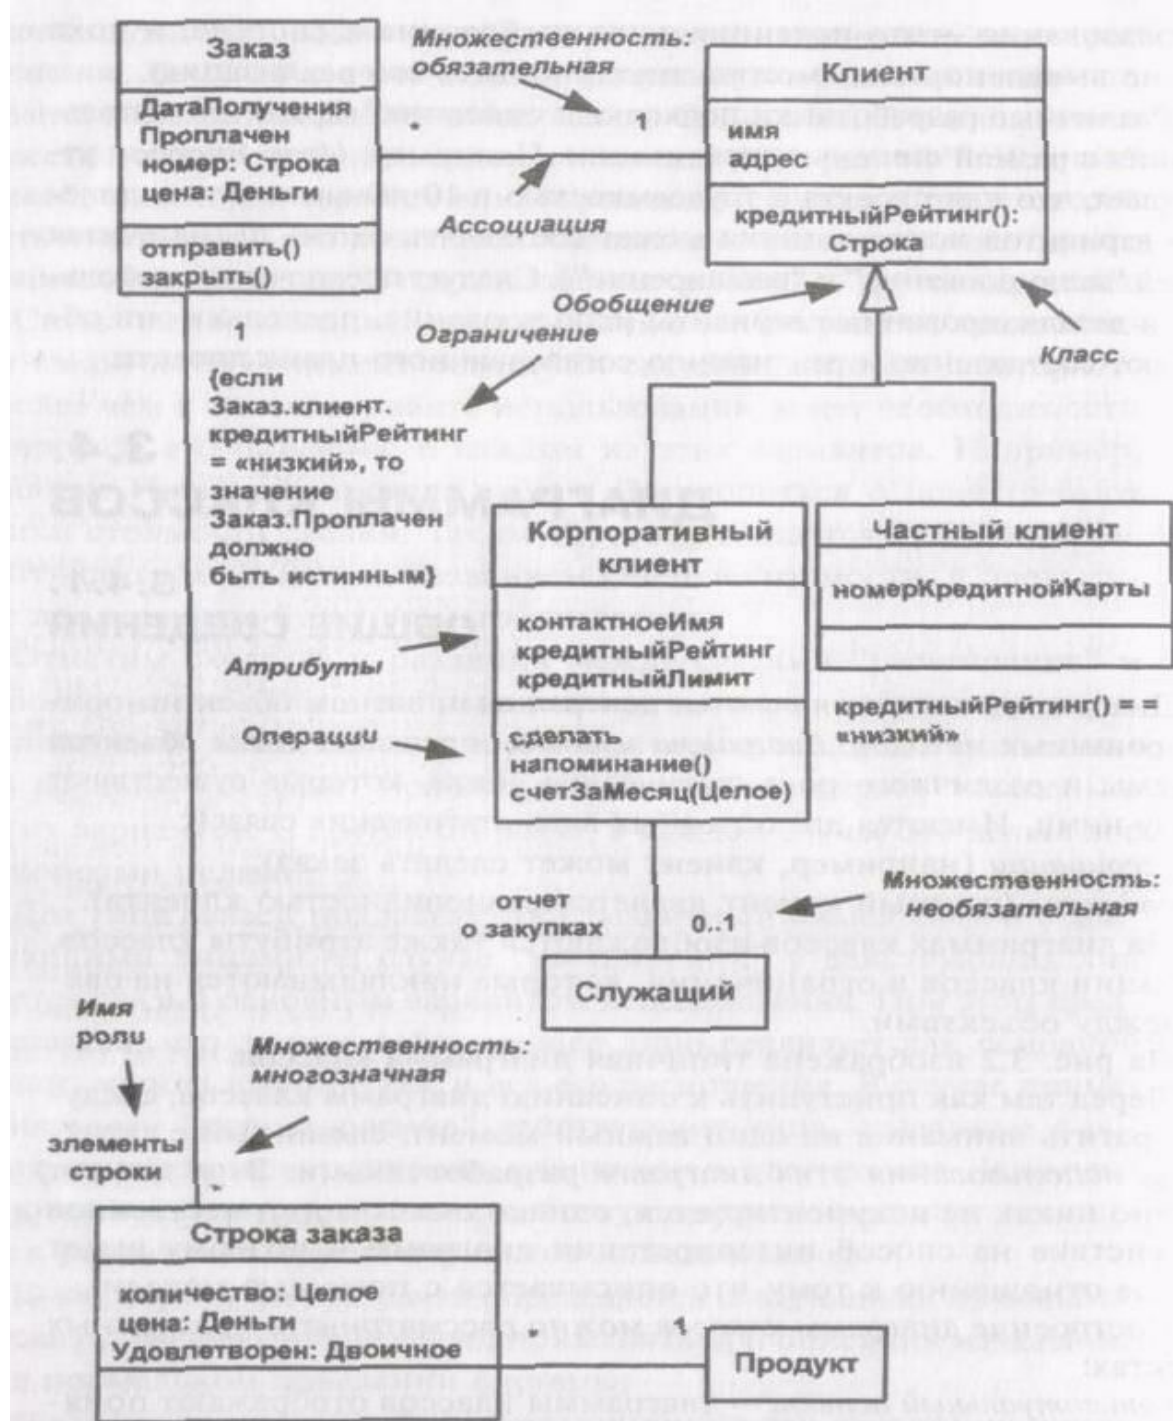 Заказ
ДатаПолучения
Проплачен
номер: Строка
цена: Деньги
отправить()
закрыть()
Множественность:
обязательная
*
1
Ассоциация
Клиент
имя
адрес
кредитныйРейтинг():
Строка
Обобщение
Класс
1
Ограничение
{если
Заказ.клиент.
кредитныйРейтинг
= «низкий», то
значение
Заказ.Проплачен
должно
быть истинным}
Корпоративный
клиент
контактноеИмя
кредитныйРейтинг
кредитныйЛимит
сделать
напоминание()
счетЗаМесяц(Целое)
Частный клиент
номерКредитнойКарты
кредитныйРейтинг() = =
«низкий»
Атрибуты
Операции
отчет
о закупках
0..1
Множественность:
необязательная
Служащий
Имя
роли
Множественность:
многозначная
элементы
строки
*
Строка заказа
количество: Целое
цена: Деньги
Удовлетворен: Двоичное
*
1
Продукт